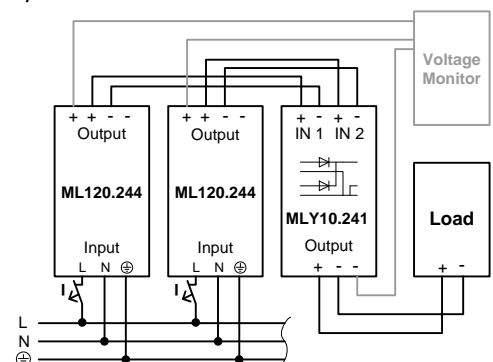 Voltage
Monitor
+ + - -
Output
+ + - -
Output
+ - + -
IN 1 IN 2
ML120.244
ML120.244
MLY10.241
Load
Input
L N
Input
L N
Output
+ - -
+ -
I
I
L
N